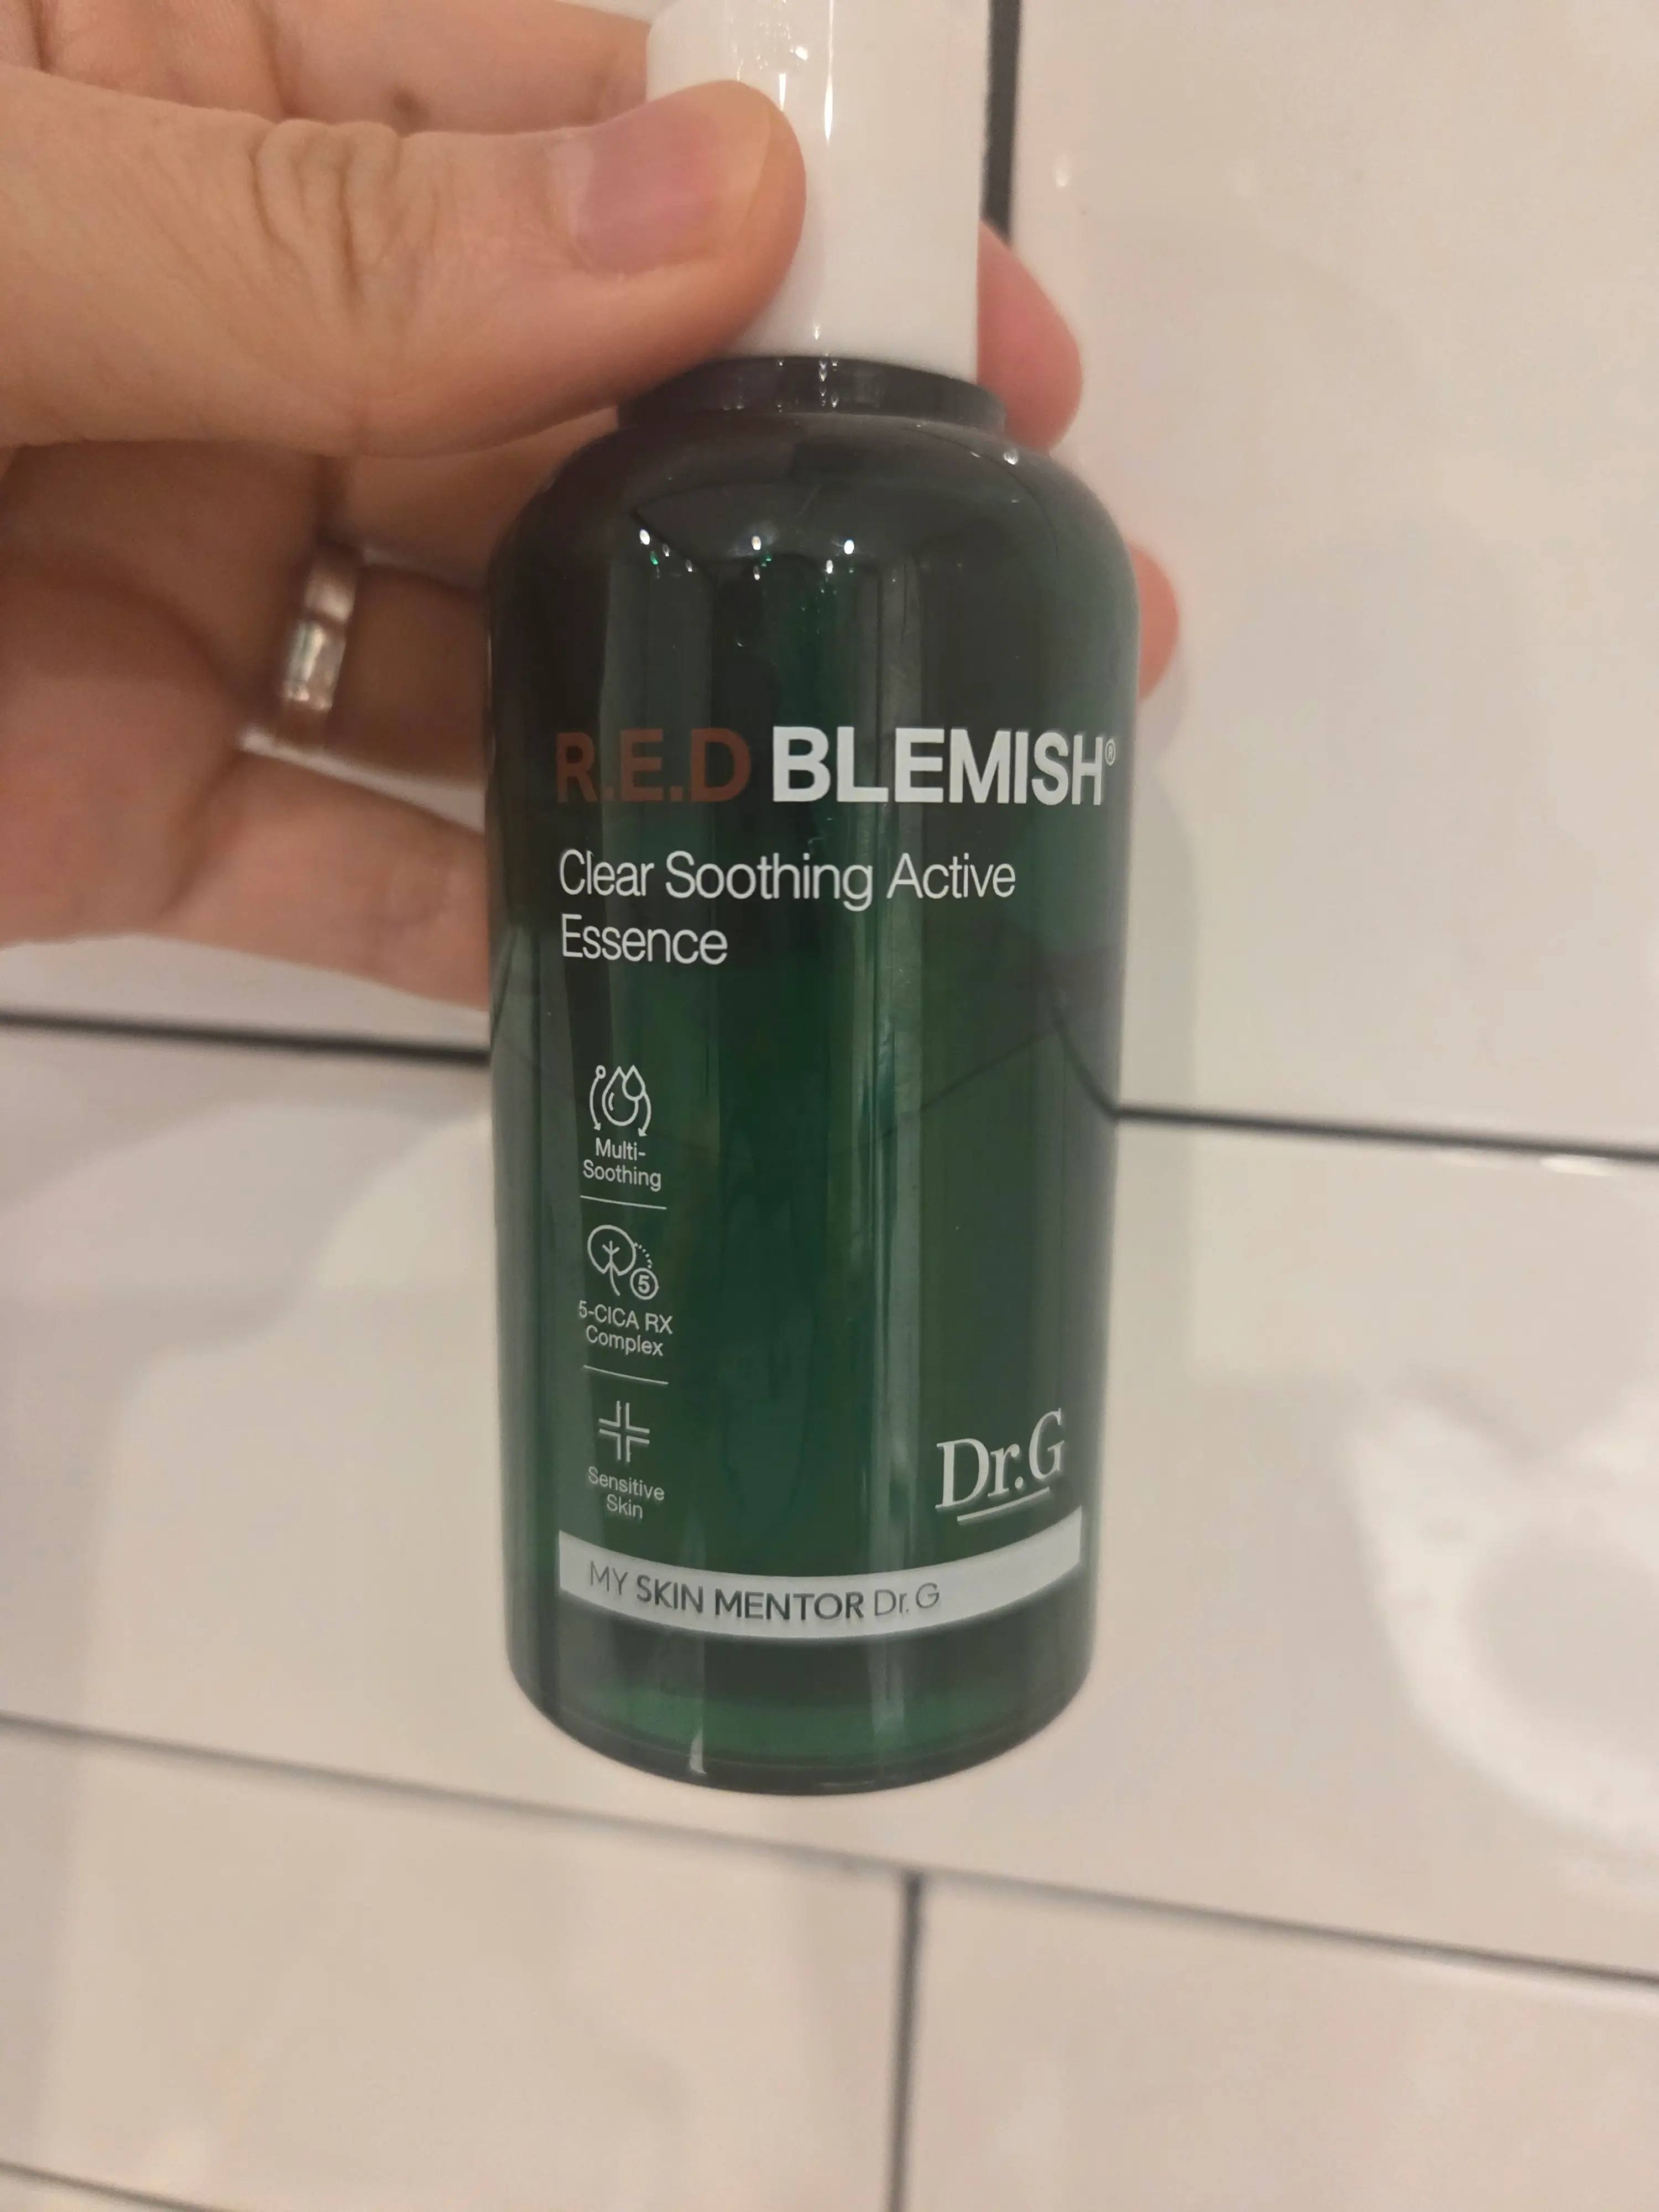 R.E.D BLEMISH®
Clear Soothing Active
Essence
Multi-
Soothing
5
5-CICA RX
Complex
Sensitive
Skin
Dr.G
MY SKIN MENTOR Dr.G